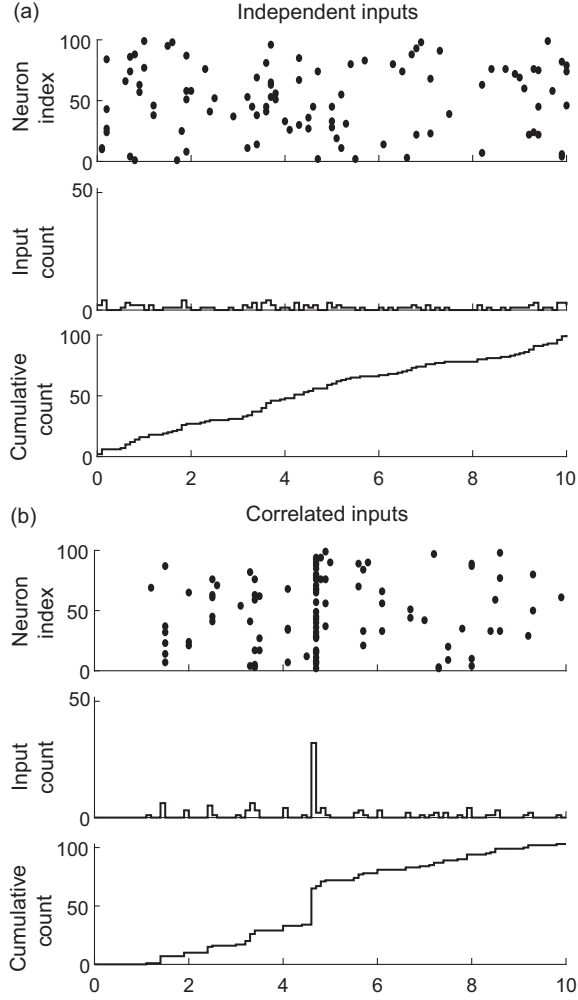 (a)
Independent inputs
Neuron
index
100
50
0
Input
count
50
0
Cumulative
count
100
50
0
0 2 4 6 8 10
(b)
Correlated inputs
Neuron
index
100
50
0
Input
count
50
0
Cumulative
count
100
50
0
0 2 4 6 8 10